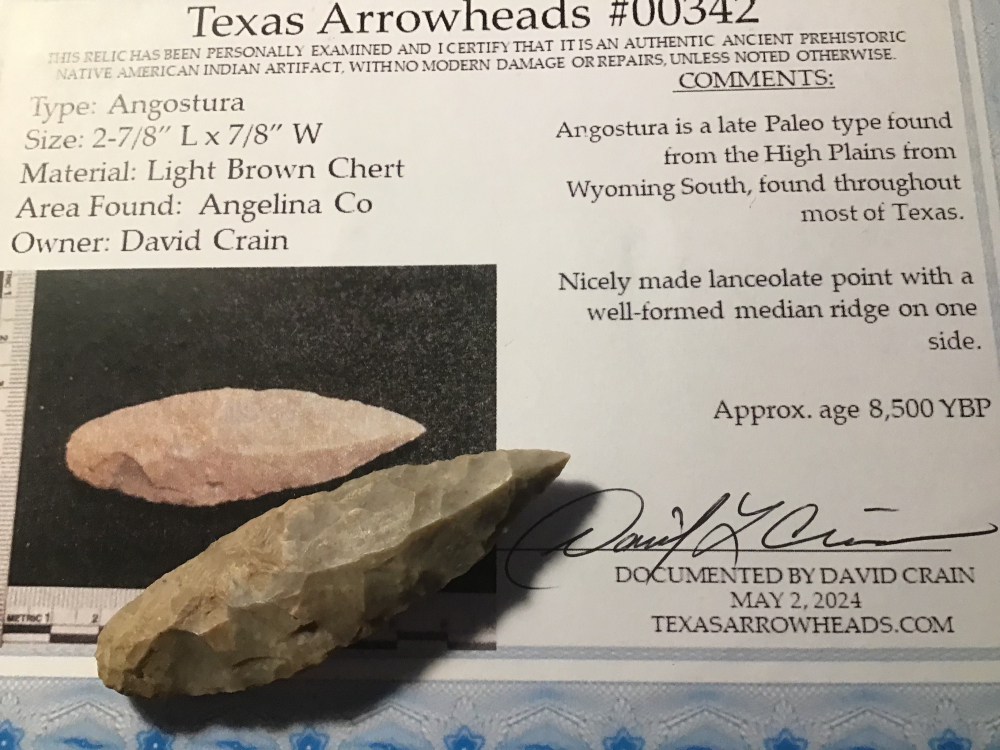 Texas Arrowheads #00342
THIS RELIC HAS BEEN PERSONALLY EXAMINED AND I CERTIFY THAT IT IS AN AUTHENTIC ANCIENT PREHISTORIC
NATIVE AMERICAN INDIAN ARTIFACT, WITH NO MODERN DAMAGE OR REPAIRS, UNLESS NOTED OTHERWISE.
COMMENTS:
Type: Angostura
Size: 2-7/8″ L x 7/8″ W
Material: Light Brown Chert
Area Found: Angelina Co
Owner: David Crain
Angostura is a late Paleo type found
from the High Plains from
Wyoming South, found throughout
most of Texas.
Nicely made lanceolate point with a
well-formed median ridge on one
side.
Approx. age 8,500 YBP
David L Crain
DOCUMENTED BY DAVID CRAIN
MAY 2, 2024
TEXASARROWHEADS.COM
METRIC 1 2